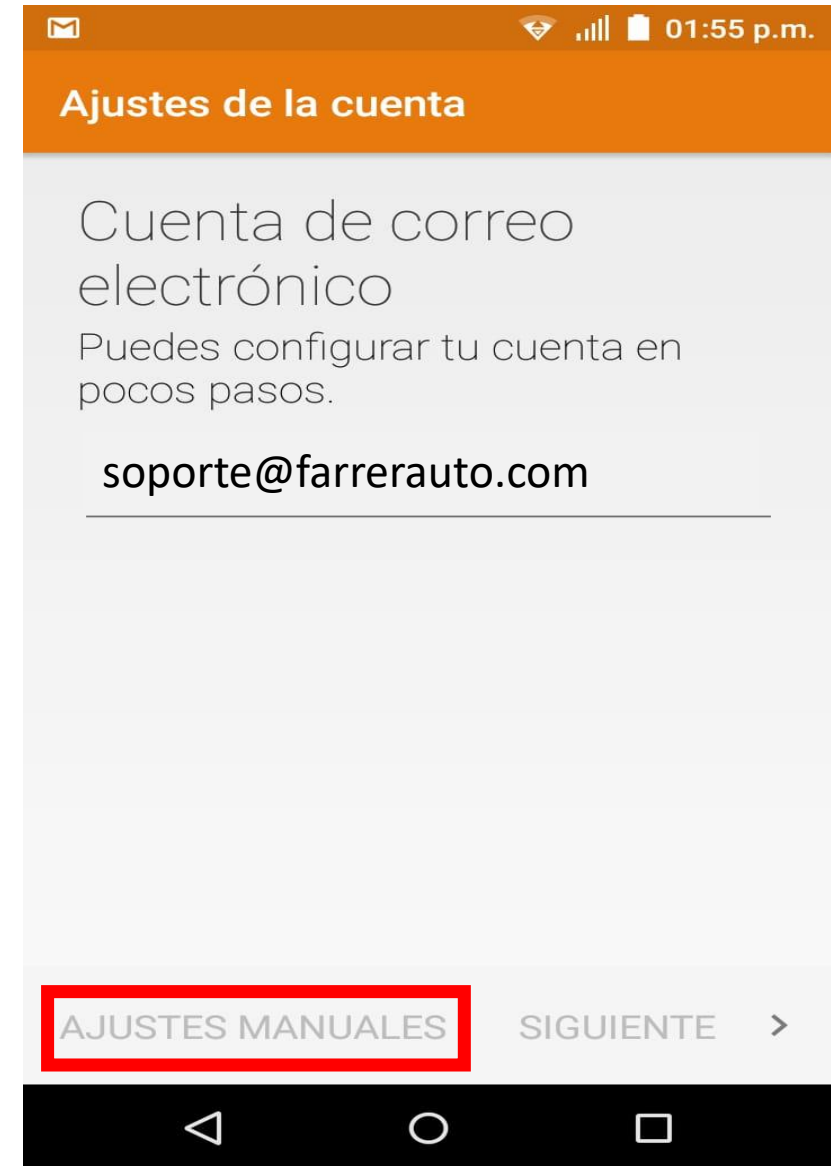 01:55 p.m.
Ajustes de la cuenta
Cuenta de correo
electrónico
Puedes configurar tu cuenta en
pocos pasos.
soporte@farrerauto.com
AJUSTES MANUALES SIGUIENTE >